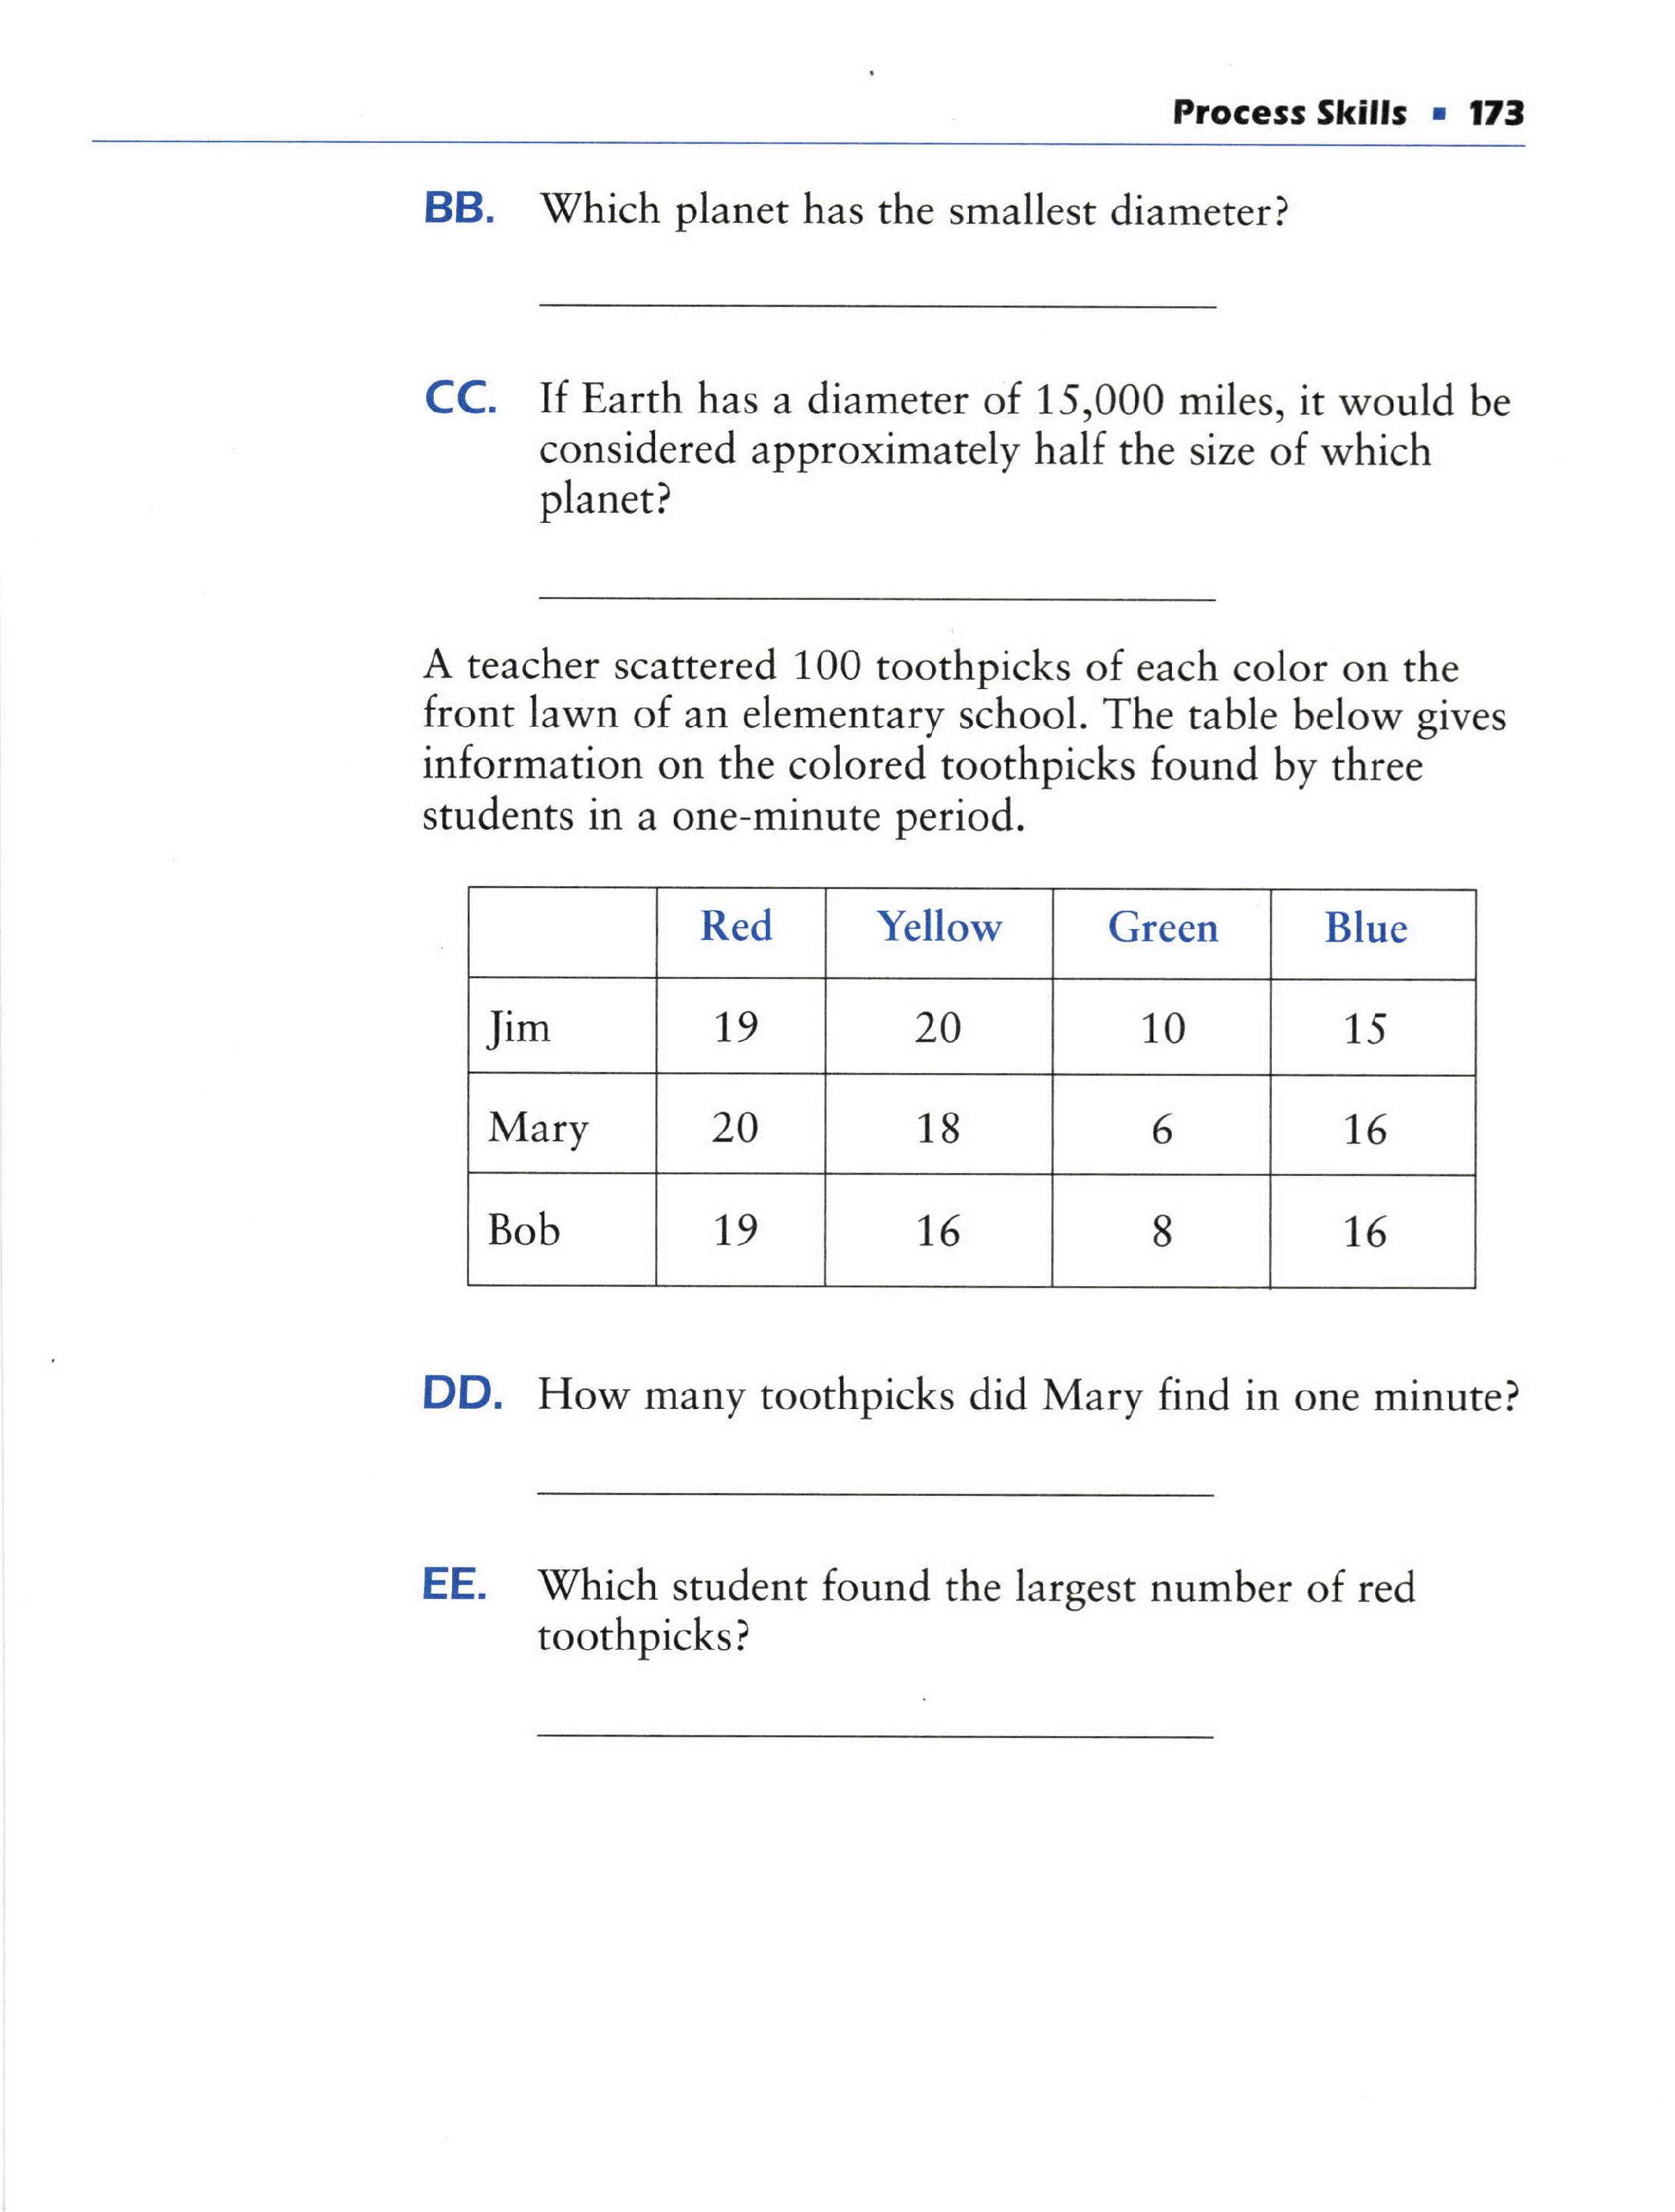 Process Skills ▪ 173
BB. Which planet has the smallest diameter?
CC. If Earth has a diameter of 15,000 miles, it would be
considered approximately half the size of which
planet?
A teacher scattered 100 toothpicks of each color on the
front lawn of an elementary school. The table below gives
information on the colored toothpicks found by three
students in a one-minute period.
Red Yellow Green Blue
Jim 19 20 10 15
Mary 20 18 6 16
Bob 19 16 8 16
DD. How many toothpicks did Mary find in one minute?
EE. Which student found the largest number of red
toothpicks?